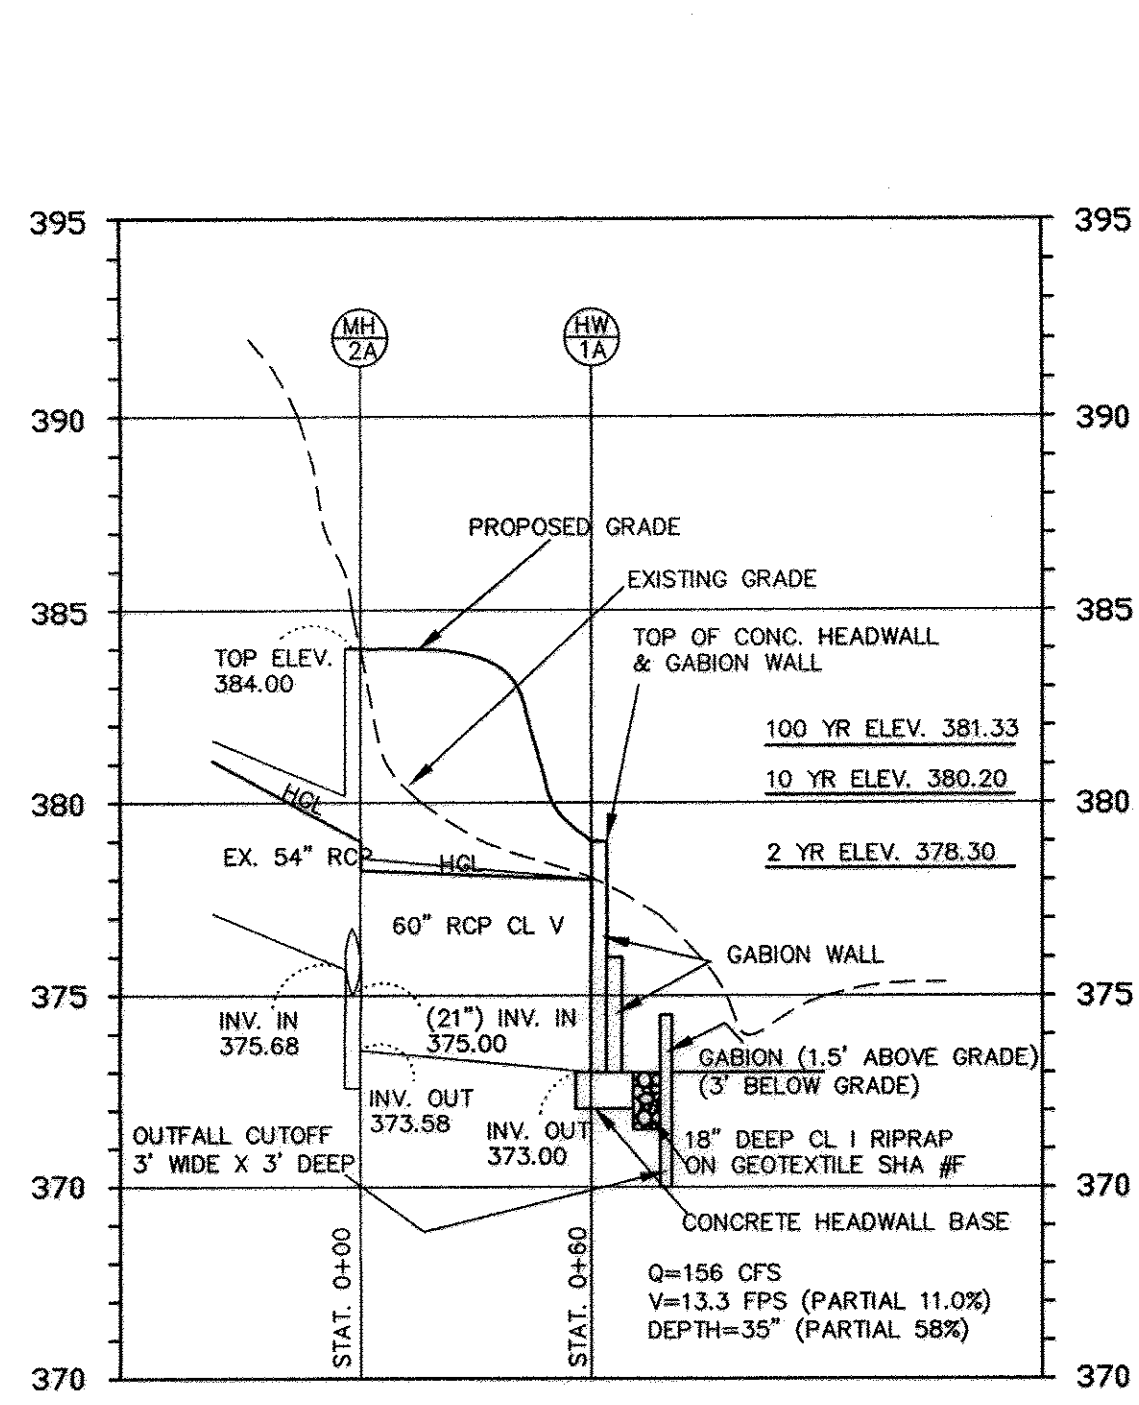 395
395
MH
2A
HW
1A
390
390
PROPOSED GRADE
EXISTING GRADE
385
385
TOP OF CONC. HEADWALL
& GABION WALL
TOP ELEV.
384.00
100 YR ELEV. 381.33
10 YR ELEV. 380.20
HGL
380
380
EX. 54" RCP
HGL
2 YR ELEV. 378.30
60" RCP CL V
GABION WALL
375
375
INV. IN
375.68
(21") INV. IN
375.00
GABION (1.5' ABOVE GRADE)
(3' BELOW GRADE)
INV. OUT
373.58
INV. OUT
373.00
OUTFALL CUTOFF
3' WIDE X 3' DEEP
18" DEEP CL I RIPRAP
ON GEOTEXTILE SHA #F
370
370
CONCRETE HEADWALL BASE
STAT. 0+00
STAT. 0+60
Q=156 CFS
V=13.3 FPS (PARTIAL 11.0%)
DEPTH=35" (PARTIAL 58%)
370
370